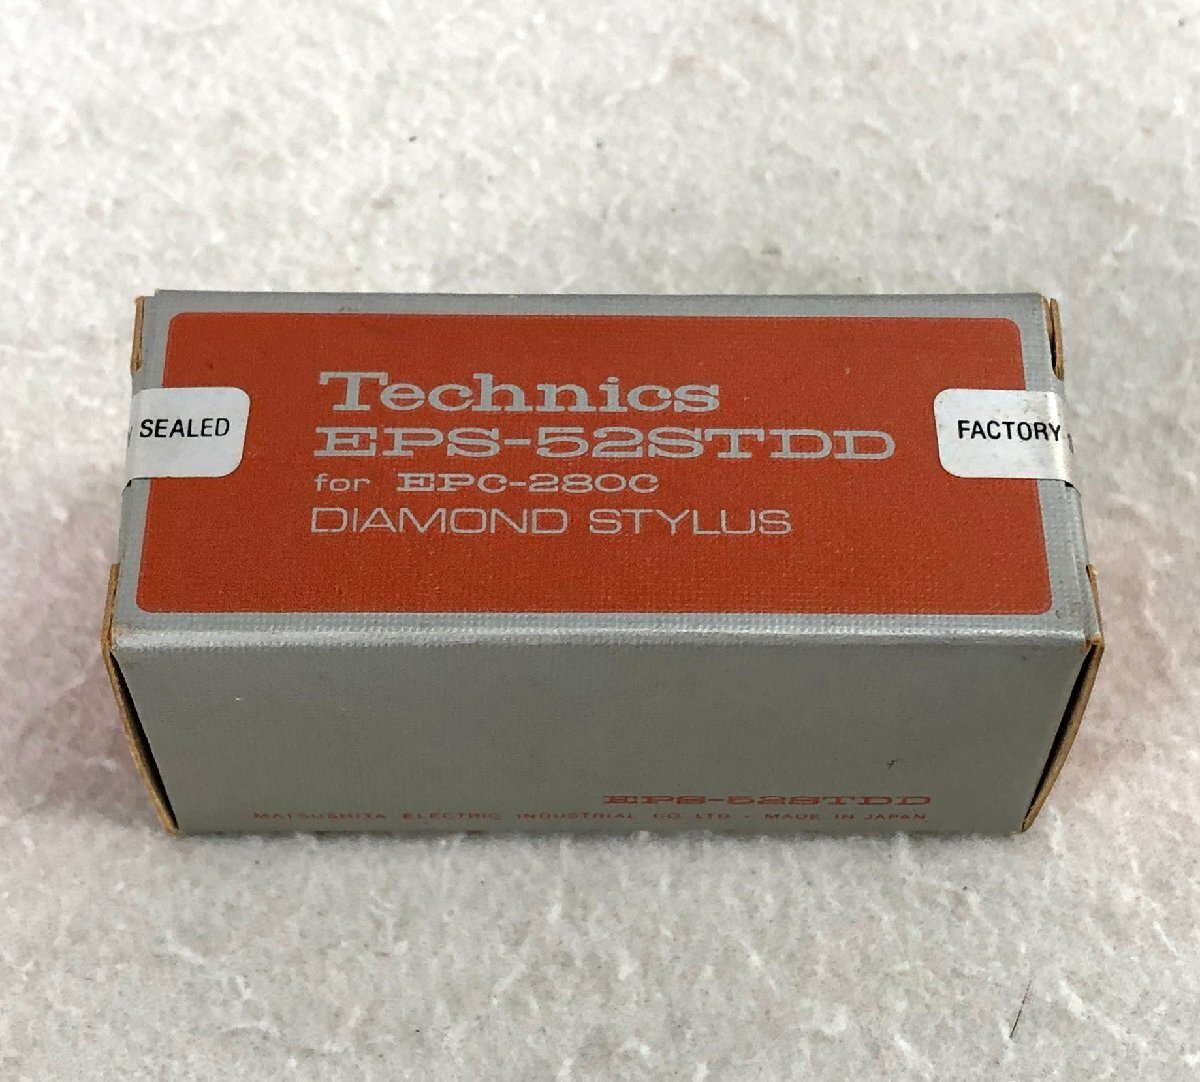 Technics
EPS-52STDD
for EPC-280C
DIAMOND STYLUS
SEALED
FACTORY
EPS-52STDD
MATSUSHITA ELECTRIC INDUSTRIAL CO. LTD. · MADE IN JAPAN